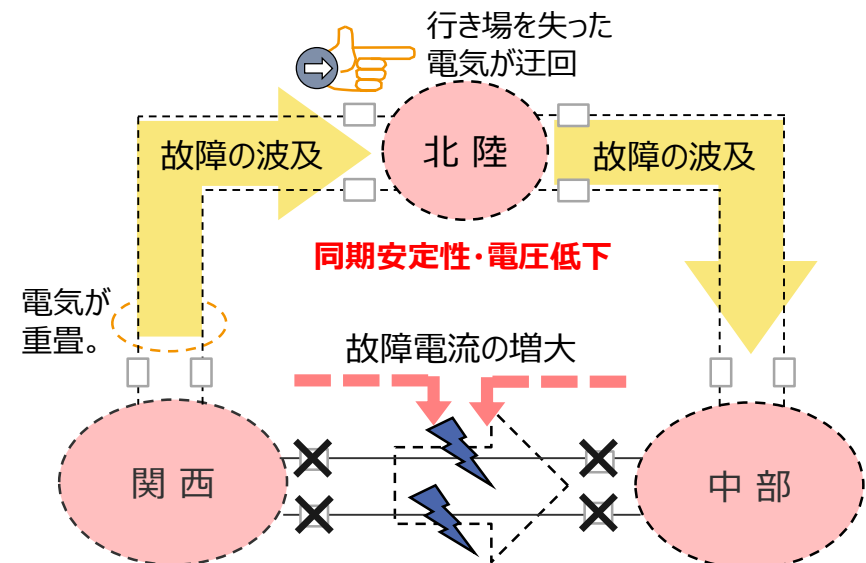 行き場を失った
電気が迂回
故障の波及
北 陸
故障の波及
同期安定性・電圧低下
電気が
重畳。
故障電流の増大
関 西
中 部